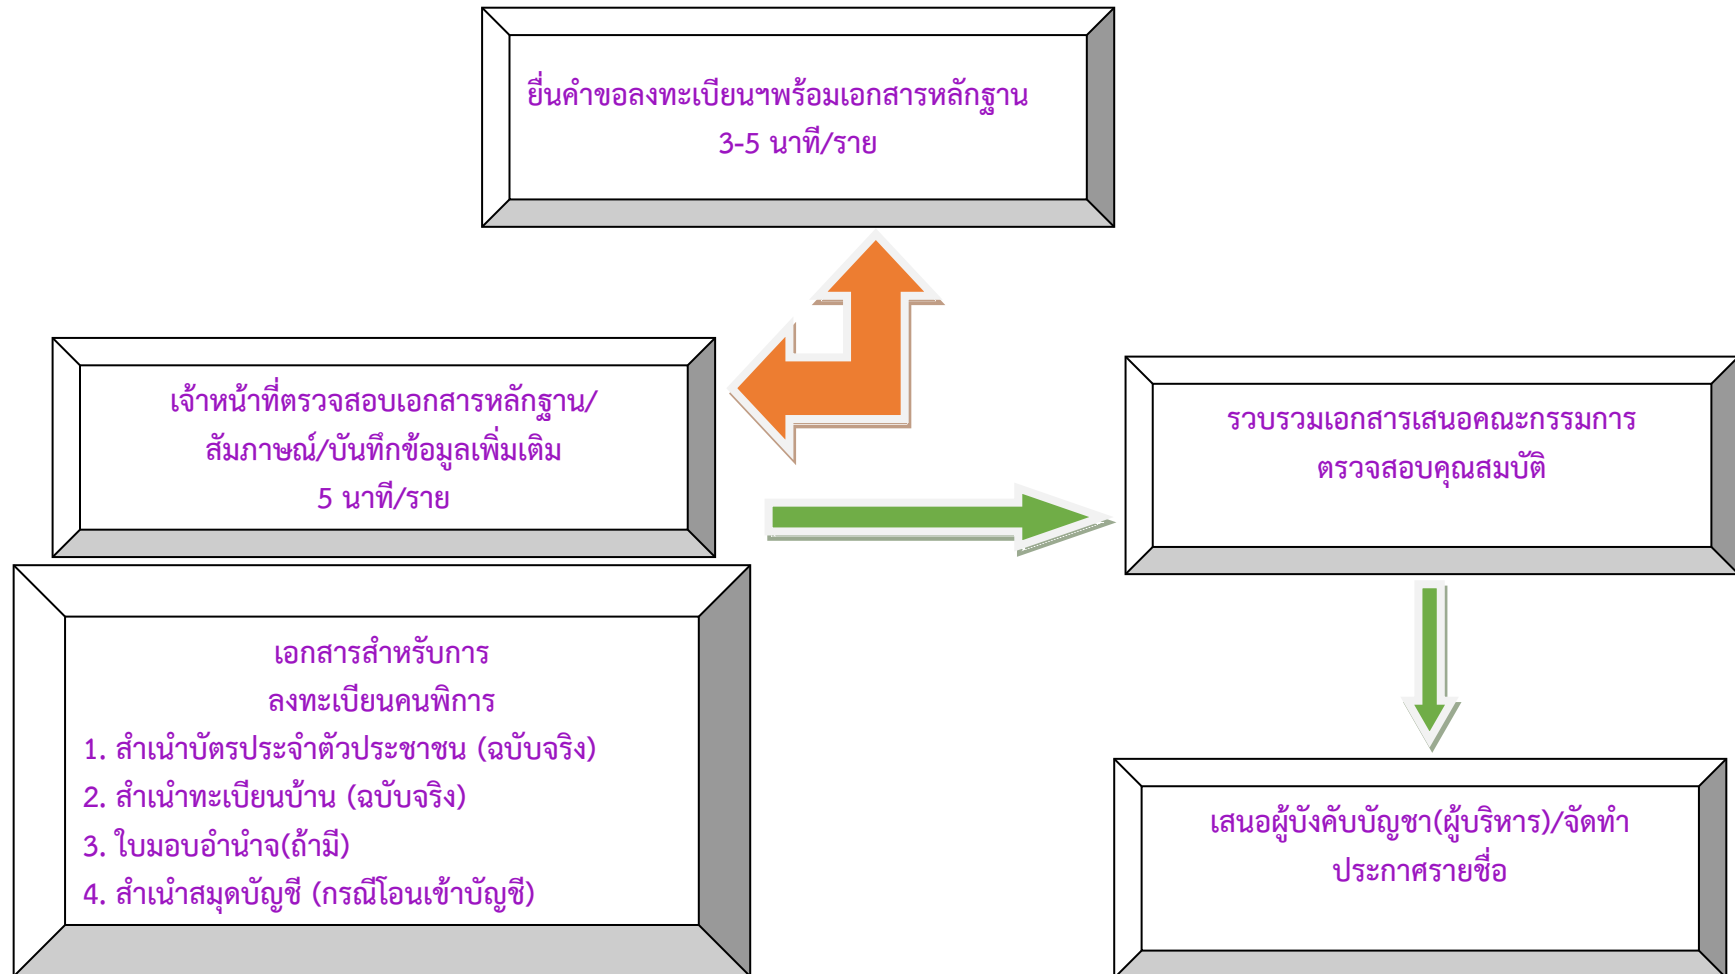 ยื่นคำขอลงทะเบียนฯพร้อมเอกสารหลักฐาน
3-5 นาที/ราย
เจ้าหน้าที่ตรวจสอบเอกสารหลักฐาน/
สัมภาษณ์/บันทึกข้อมูลเพิ่มเติม
5 นาที/ราย
รวบรวมเอกสารเสนอคณะกรรมการ
ตรวจสอบคุณสมบัติ
เอกสารสำหรับการ
ลงทะเบียนคนพิการ
1. สำเนำบัตรประจำตัวประชาชน (ฉบับจริง)
2. สำเนำทะเบียนบ้าน (ฉบับจริง)
3. ใบมอบอำนำจ(ถ้ามี)
4. สำเนำสมุดบัญชี (กรณีโอนเข้าบัญชี)
เสนอผู้บังคับบัญชา(ผู้บริหาร)/จัดทำ
ประกาศรายชื่อ